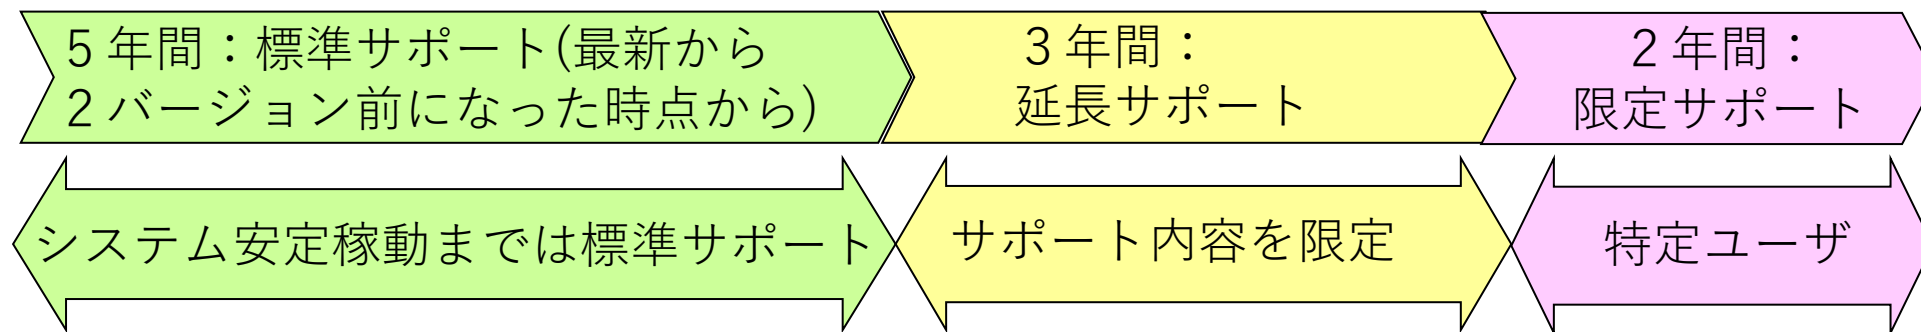 ５年間：標準サポート(最新から
２バージョン前になった時点から)
３年間：
延長サポート
２年間：
限定サポート
システム安定稼動までは標準サポート
サポート内容を限定
特定ユーザ